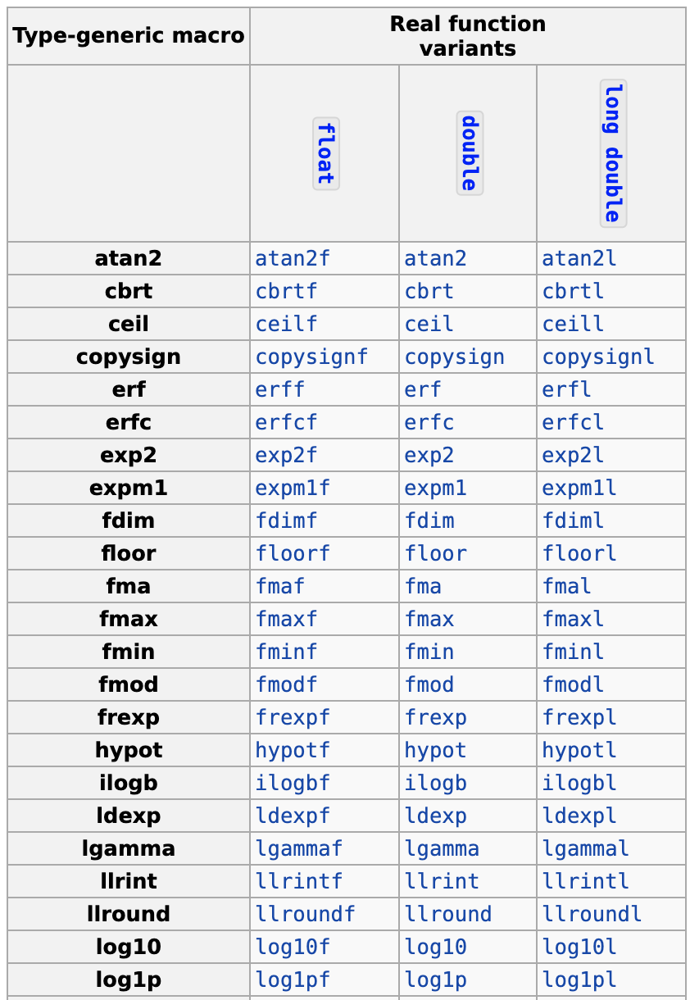 Type-generic macro Real function
variants
float double long double
atan2 atan2f atan2 atan2l
cbrt cbrtf cbrt cbrtl
ceil ceilf ceil ceill
copysign copysignf copysign copysignl
erf erff erf erfl
erfc erfcf erfc erfcl
exp2 exp2f exp2 exp2l
expm1 expm1f expm1 expm1l
fdim fdimf fdim fdiml
floor floorf floor floorl
fma fmaf fma fmal
fmax fmaxf fmax fmaxl
fmin fminf fmin fminl
fmod fmodf fmod fmodl
frexp frexpf frexp frexpl
hypot hypotf hypot hypotl
ilogb ilogbf ilogb ilogbl
ldexp ldexpf ldexp ldexpl
lgamma lgammaf lgamma lgammal
llrint llrintf llrint llrintl
llround llroundf llround llroundl
log10 log10f log10 log10l
log1p log1pf log1p log1pl